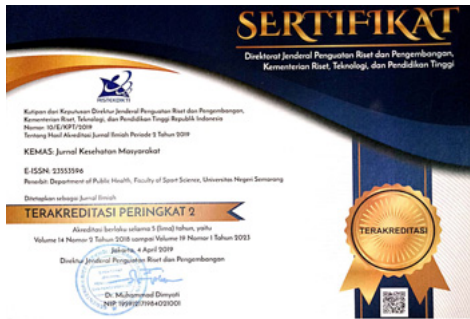 SERTIFIKAT
Direktorat Jenderal Penguatan Riset dan Pengembangan,
Kementerian Riset, Teknologi, dan Pendidikan Tinggi
RISTEKDIKTI
Kutipan dari Keputusan Direktur Jenderal Penguatan Riset dan Pengembangan,
Kementerian Riset, Teknologi, dan Pendidikan Tinggi Republik Indonesia
Nomor: 10/E/KPT/2019
Tentang Hasil Akreditasi Jurnal Ilmiah Periode 2 Tahun 2019
KEMAS: Jurnal Kesehatan Masyarakat
E-ISSN: 23553596
Penerbit: Department of Public Health, Faculty of Sport Science, Universitas Negeri Semarang
Ditetapkan sebagai Jurnal Ilmiah
TERAKREDITASI PERINGKAT 2
Akreditasi berlaku selama 5 (lima) tahun, yaitu
Volume 14 Nomor 2 Tahun 2018 sampai Volume 19 Nomor 1 Tahun 2023
Jakarta, 4 April 2019
Direktur Jenderal Penguatan Riset dan Pengembangan
Dr. Muhammad Dimyati
NIP. 195912171984021001
TERAKREDITASI